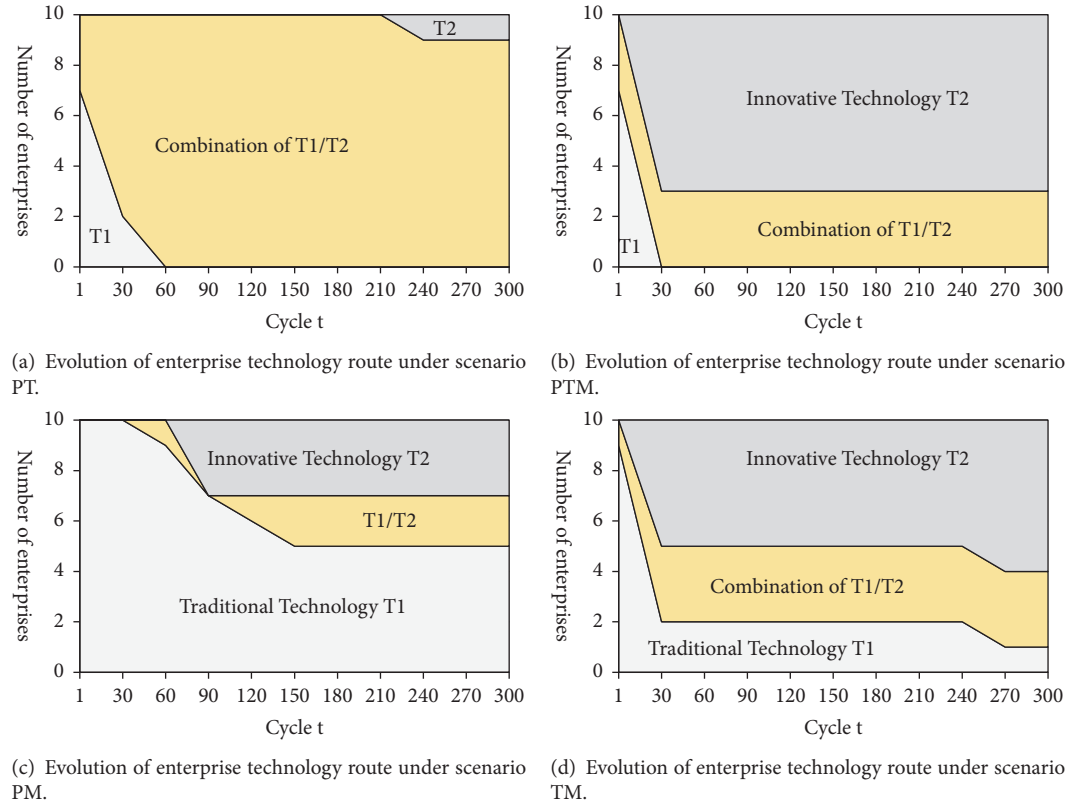 10
8
6
4
2
0
Number of enterprises
T2
Combination of T1/T2
T1
1 30 60 90 120 150 180 210 240 270 300
Cycle t
(a) Evolution of enterprise technology route under scenario
PT.
10
8
6
4
2
0
Number of enterprises
Innovative Technology T2
Combination of T1/T2
T1
1 30 60 90 120 150 180 210 240 270 300
Cycle t
(b) Evolution of enterprise technology route under scenario
PTM.
10
8
6
4
2
0
Number of enterprises
Innovative Technology T2
T1/T2
Traditional Technology T1
1 30 60 90 120 150 180 210 240 270 300
Cycle t
(c) Evolution of enterprise technology route under scenario
PM.
10
8
6
4
2
0
Number of enterprises
Innovative Technology T2
Combination of T1/T2
Traditional Technology T1
1 30 60 90 120 150 180 210 240 270 300
Cycle t
(d) Evolution of enterprise technology route under scenario
TM.